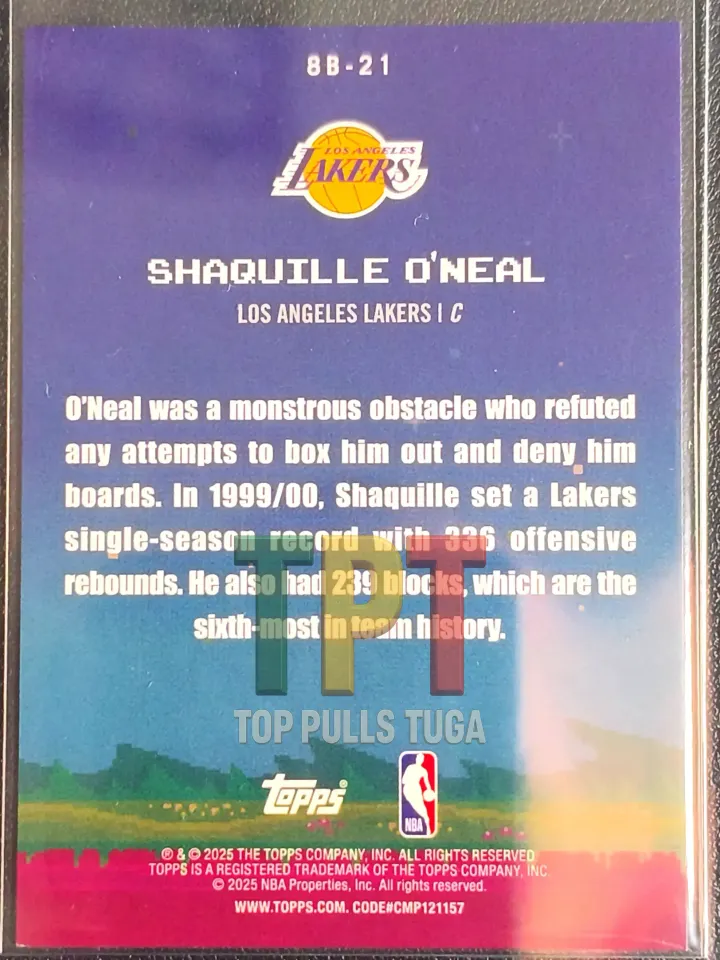 8B-21
LOS ANGELES
LAKERS
SHAQUILLE O'NEAL
LOS ANGELES LAKERS | C
O'Neal was a monstrous obstacle who refuted
any attempts to box him out and deny him
boards. In 1999/00, Shaquille set a Lakers
single-season record with 336 offensive
rebounds. He also had 239 blocks, which are the
sixth-most in team history.
TPT
TOP PULLS TUGA
topps®
NBA
® & © 2025 THE TOPPS COMPANY, INC. ALL RIGHTS RESERVED.
TOPPS IS A REGISTERED TRADEMARK OF THE TOPPS COMPANY, INC.
© 2025 NBA Properties, Inc. All rights reserved.
WWW.TOPPS.COM. CODE#CMP121157